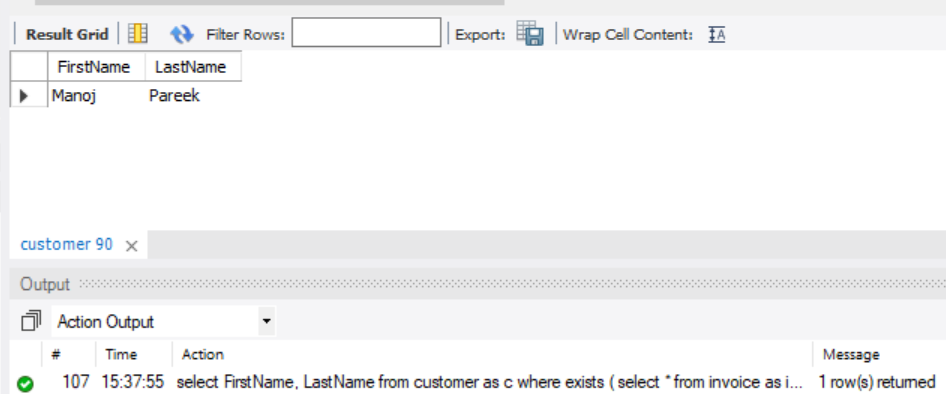 Result Grid Filter Rows: Export: Wrap Cell Content: IA
FirstName LastName
Manoj Pareek
customer 90
Output
Action Output
# Time Action Message
107 15:37:55 select FirstName, LastName from customer as c where exists ( select * from invoice as i... 1 row(s) returned